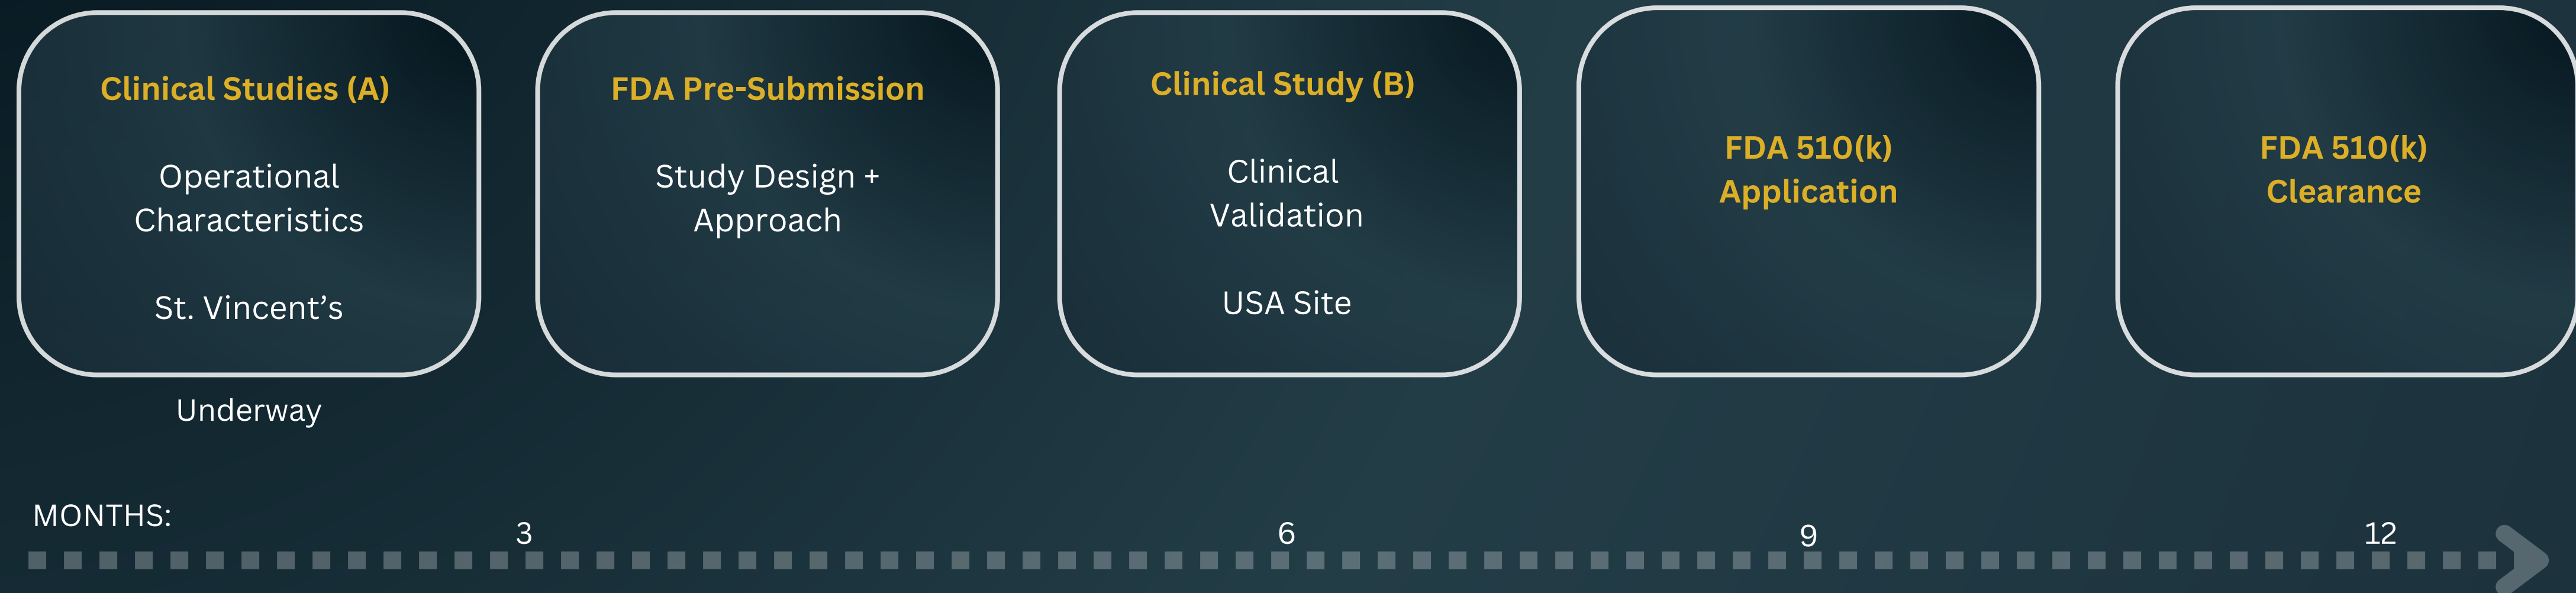 Clinical Studies (A)
Operational
Characteristics
St. Vincent’s
Underway
FDA Pre-Submission
Study Design +
Approach
Clinical Study (B)
Clinical
Validation
USA Site
FDA 510(k)
Application
FDA 510(k)
Clearance
MONTHS:
3
6
9
12